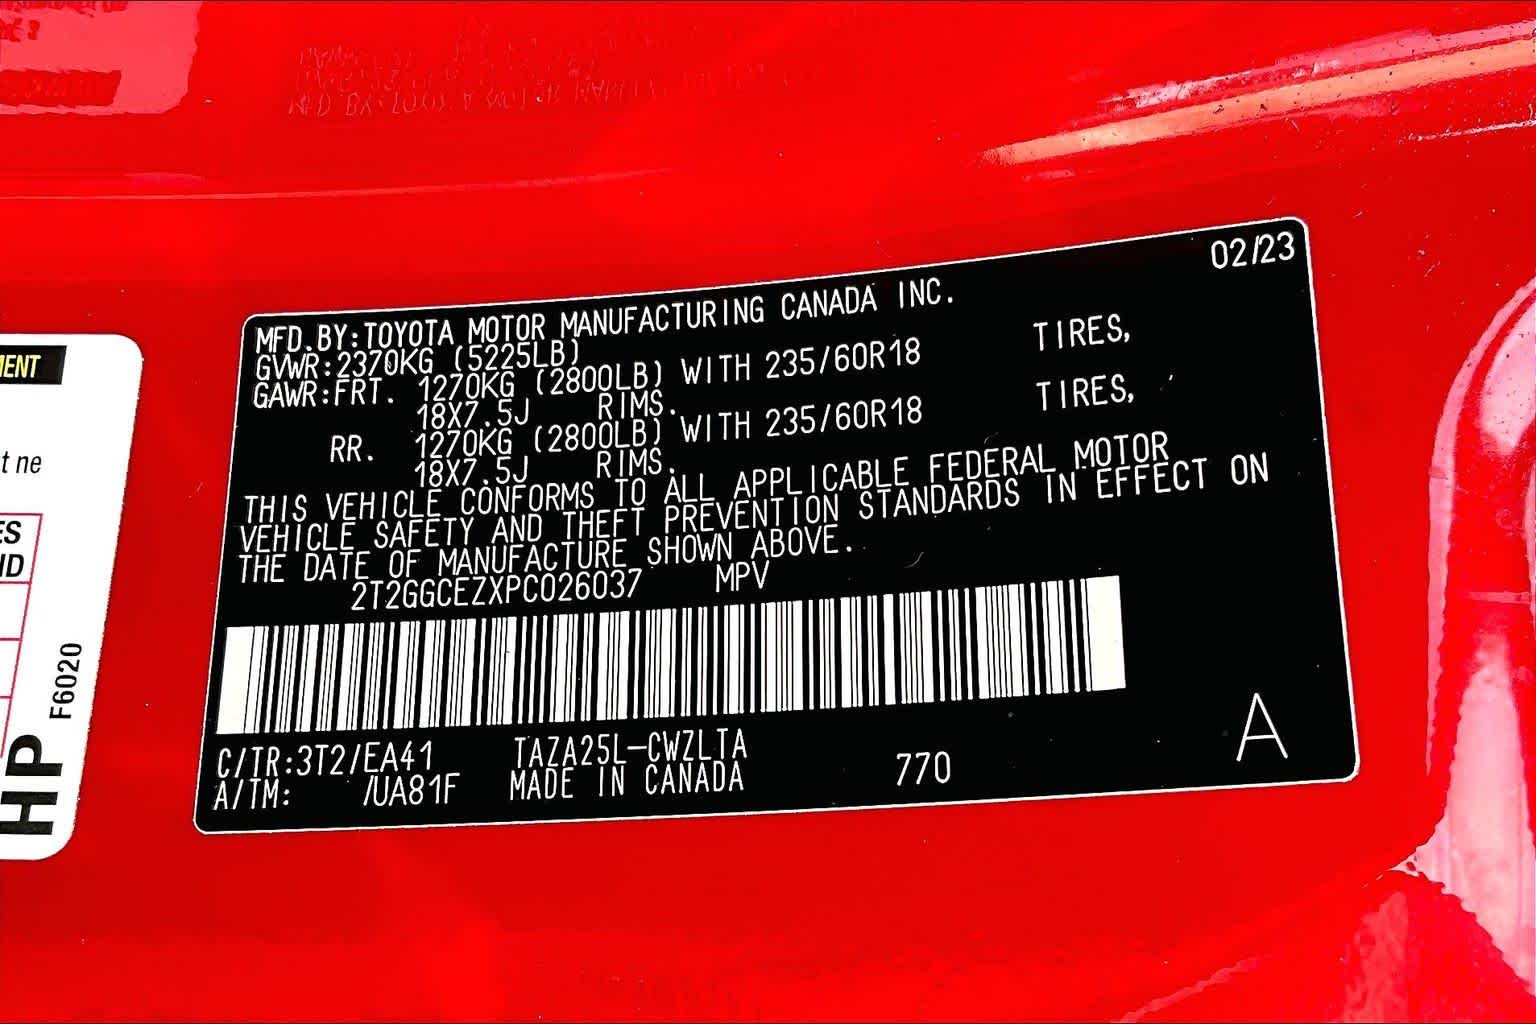 02/23
MFD.BY:TOYOTA MOTOR MANUFACTURING CANADA INC.
GVWR:2370KG (5225LB)
GAWR:FRT. 1270KG (2800LB) WITH 235/60R18 TIRES,
18X7.5J RIMS.
RR. 1270KG (2800LB) WITH 235/60R18 TIRES,
18X7.5J RIMS.
THIS VEHICLE CONFORMS TO ALL APPLICABLE FEDERAL MOTOR
VEHICLE SAFETY AND THEFT PREVENTION STANDARDS IN EFFECT ON
THE DATE OF MANUFACTURE SHOWN ABOVE.
2T2GGCEZXPC026037 MPV
C/TR:3T2/EA41 TAZA25L-CWZLTA
A/TM: /UA81F MADE IN CANADA 770
A
F6020
HP